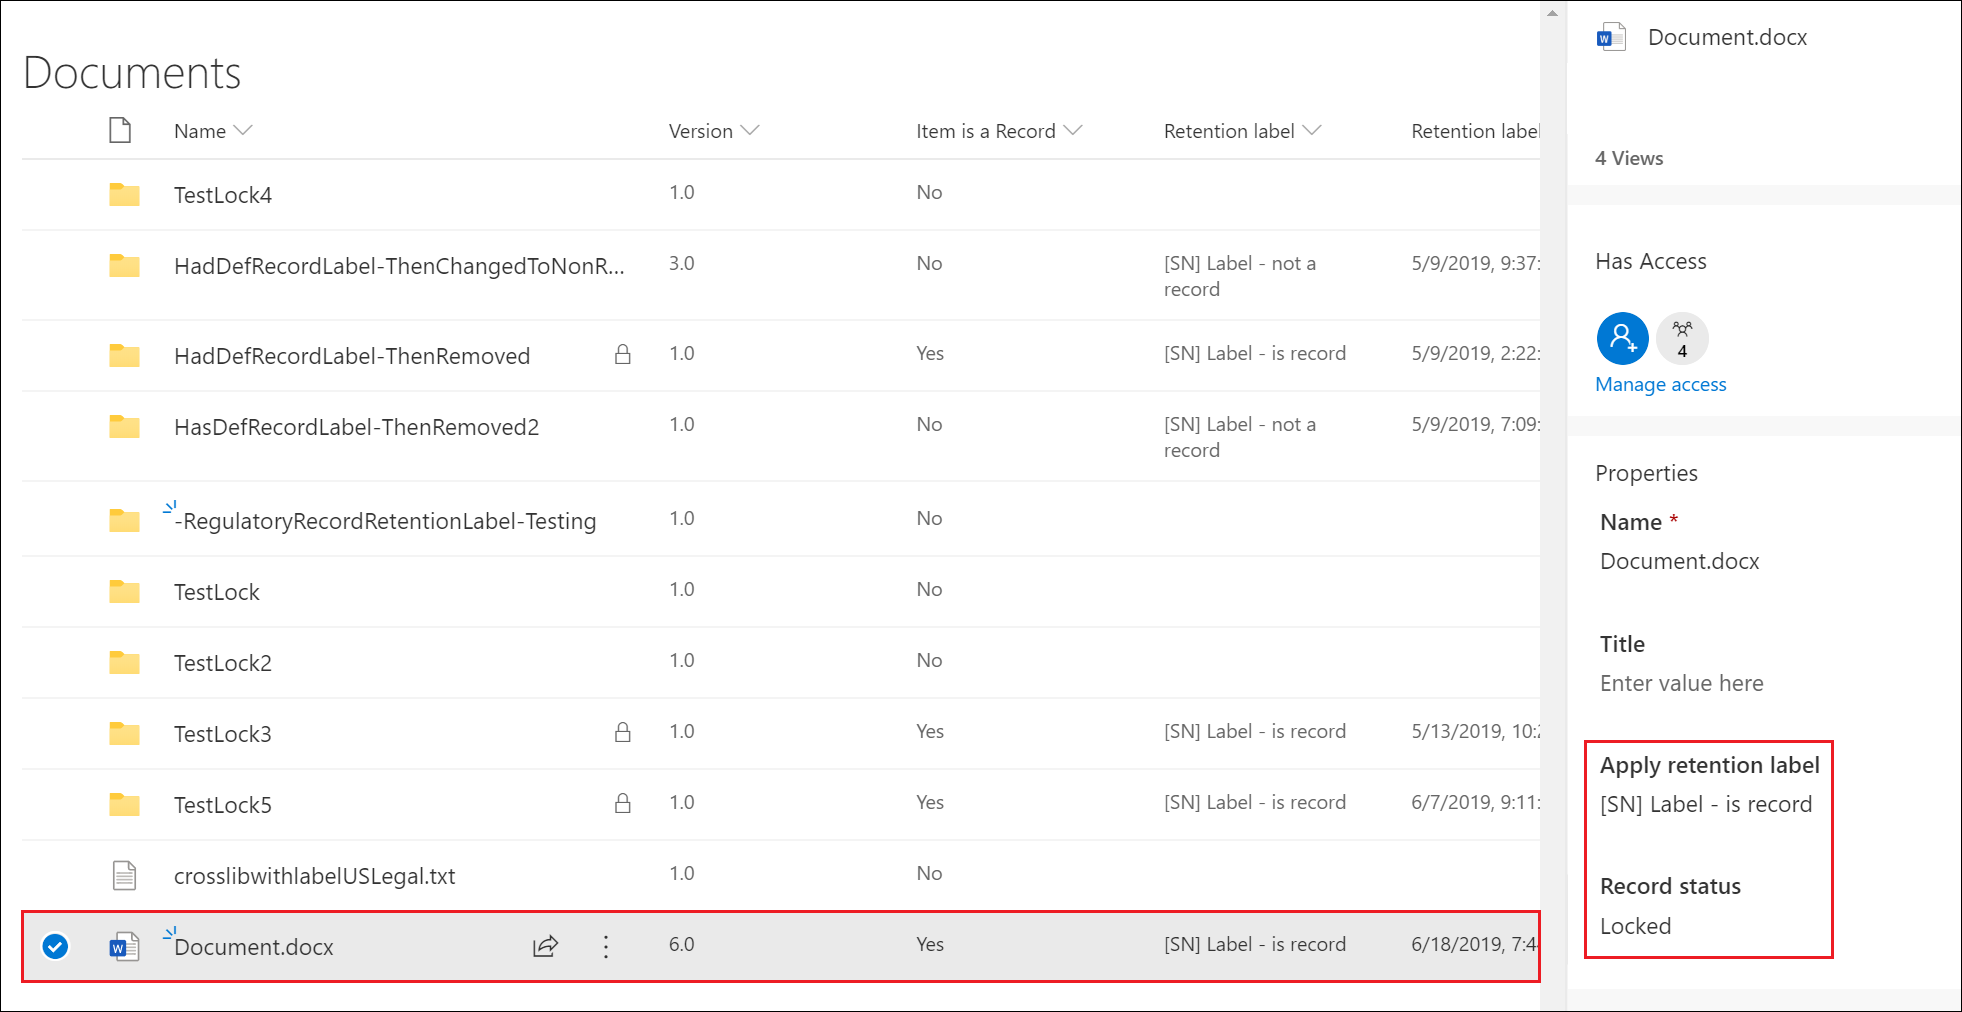 Documents
Name Version Item is a Record Retention label Retention label
TestLock4 1.0 No
HadDefRecordLabel-ThenChangedToNonR... 3.0 No [SN] Label - not a record 5/9/2019, 9:37:
HadDefRecordLabel-ThenRemoved 1.0 Yes [SN] Label - is record 5/9/2019, 2:22:
HasDefRecordLabel-ThenRemoved2 1.0 No [SN] Label - not a record 5/9/2019, 7:09:
-RegulatoryRecordRetentionLabel-Testing 1.0 No
TestLock 1.0 No
TestLock2 1.0 No
TestLock3 1.0 Yes [SN] Label - is record 5/13/2019, 10:2
TestLock5 1.0 Yes [SN] Label - is record 6/7/2019, 9:11:
crosslibwithlabelUSLegal.txt 1.0 No
W Document.docx 6.0 Yes [SN] Label - is record 6/18/2019, 7:4
W Document.docx
4 Views
Has Access
4
Manage access
Properties
Name *
Document.docx
Title
Enter value here
Apply retention label
[SN] Label - is record
Record status
Locked